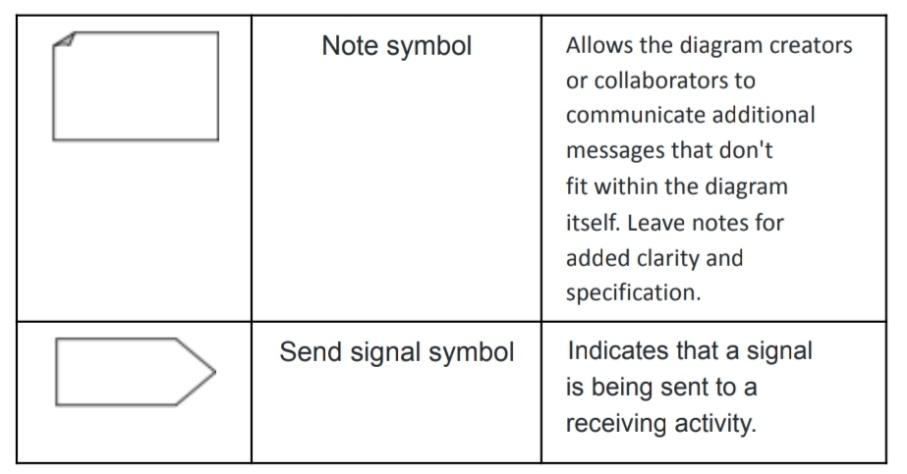 Note symbol
Allows the diagram creators
or collaborators to
communicate additional
messages that don't
fit within the diagram
itself. Leave notes for
added clarity and
specification.
Send signal symbol
Indicates that a signal
is being sent to a
receiving activity.